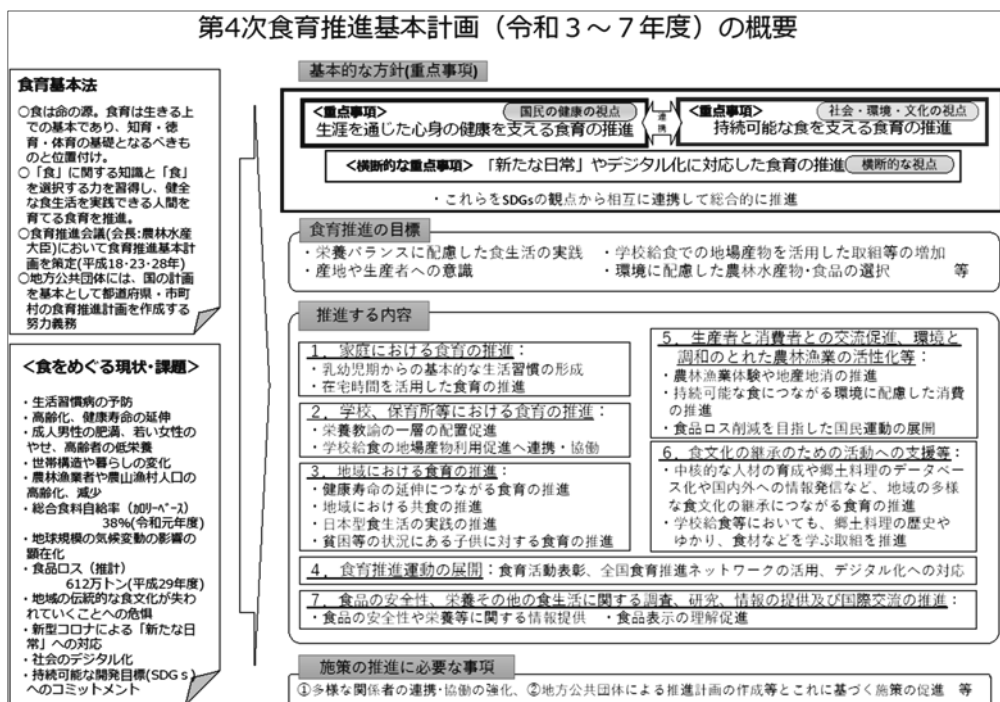 第4次食育推進基本計画（令和３～７年度）の概要
食育基本法
○食は命の源。食育は生きる上
での基本であり、知育・徳
育・体育の基礎となるべきも
のと位置付け。
○「食」に関する知識と「食」
を選択する力を習得し、健全
な食生活を実践できる人間を
育てる食育を推進。
○食育推進会議(会長:農林水産
大臣)において食育推進基本計
画を策定(平成18・23・28年)
○地方公共団体には、国の計画
を基本として都道府県・市町
村の食育推進計画を作成する
努力義務
＜食をめぐる現状・課題＞
・生活習慣病の予防
・高齢化、健康寿命の延伸
・成人男性の肥満、若い女性の
やせ、高齢者の低栄養
・世帯構造や暮らしの変化
・農林漁業者や農山漁村人口の
高齢化、減少
・総合食料自給率（ｶﾛﾘｰﾍﾞｰｽ）
38%(令和元年度)
・地球規模の気候変動の影響の
顕在化
・食品ロス（推計）
612万トン(平成29年度)
・地域の伝統的な食文化が失わ
れていくことへの危惧
・新型コロナによる「新たな日
常」への対応
・社会のデジタル化
・持続可能な開発目標(SDGｓ)
へのコミットメント
基本的な方針(重点事項)
＜重点事項＞
国民の健康の視点
生涯を通じた心身の健康を支える食育の推進
連携
＜重点事項＞
社会・環境・文化の視点
持続可能な食を支える食育の推進
＜横断的な重点事項＞ 「新たな日常」やデジタル化に対応した食育の推進
横断的な視点
・これらをSDGsの観点から相互に連携して総合的に推進
食育推進の目標
・栄養バランスに配慮した食生活の実践 ・学校給食での地場産物を活用した取組等の増加
・産地や生産者への意識 ・環境に配慮した農林水産物・食品の選択 等
推進する内容
１．家庭における食育の推進：
・乳幼児期からの基本的な生活習慣の形成
・在宅時間を活用した食育の推進
２．学校、保育所等における食育の推進：
・栄養教諭の一層の配置促進
・学校給食の地場産物利用促進へ連携・協働
３．地域における食育の推進：
・健康寿命の延伸につながる食育の推進
・地域における共食の推進
・日本型食生活の実践の推進
・貧困等の状況にある子供に対する食育の推進
５．生産者と消費者との交流促進、環境と
調和のとれた農林漁業の活性化等：
・農林漁業体験や地産地消の推進
・持続可能な食につながる環境に配慮した消費
の推進
・食品ロス削減を目指した国民運動の展開
６．食文化の継承のための活動への支援等：
・中核的な人材の育成や郷土料理のデータベー
ス化や国内外への情報発信など、地域の多様
な食文化の継承につながる食育の推進
・学校給食等においても、郷土料理の歴史や
ゆかり、食材などを学ぶ取組を推進
４．食育推進運動の展開：食育活動表彰、全国食育推進ネットワークの活用、デジタル化への対応
７．食品の安全性、栄養その他の食生活に関する調査、研究、情報の提供及び国際交流の推進：
・食品の安全性や栄養等に関する情報提供 ・食品表示の理解促進
施策の推進に必要な事項
①多様な関係者の連携・協働の強化、②地方公共団体による推進計画の作成等とこれに基づく施策の促進 等